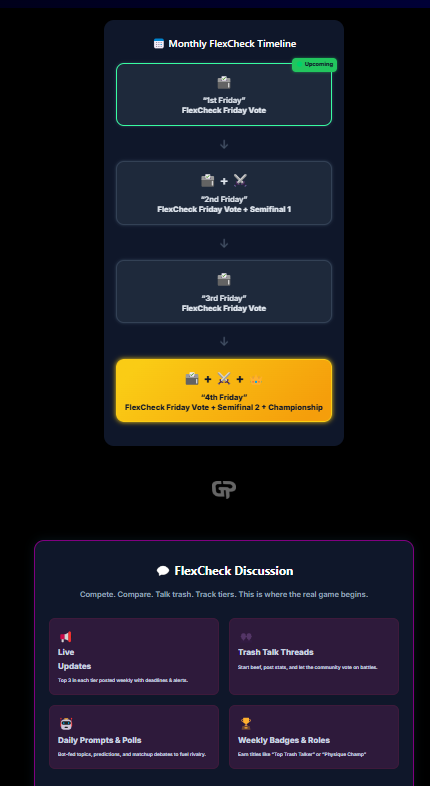 Monthly FlexCheck Timeline
Upcoming
“1st Friday”
FlexCheck Friday Vote
“2nd Friday”
FlexCheck Friday Vote + Semifinal 1
“3rd Friday”
FlexCheck Friday Vote
“4th Friday”
FlexCheck Friday Vote + Semifinal 2 + Championship
GP
FlexCheck Discussion
Compete. Compare. Talk trash. Track tiers. This is where the real game begins.
Live
Updates
Top 3 in each tier posted weekly with deadlines & alerts.
Trash Talk Threads
Start beef, post stats, and let the community vote on battles.
Daily Prompts & Polls
Bot-fed topics, predictions, and matchup debates to fuel rivalry.
Weekly Badges & Roles
Earn titles like "Top Trash Talker" or "Physique Champ"